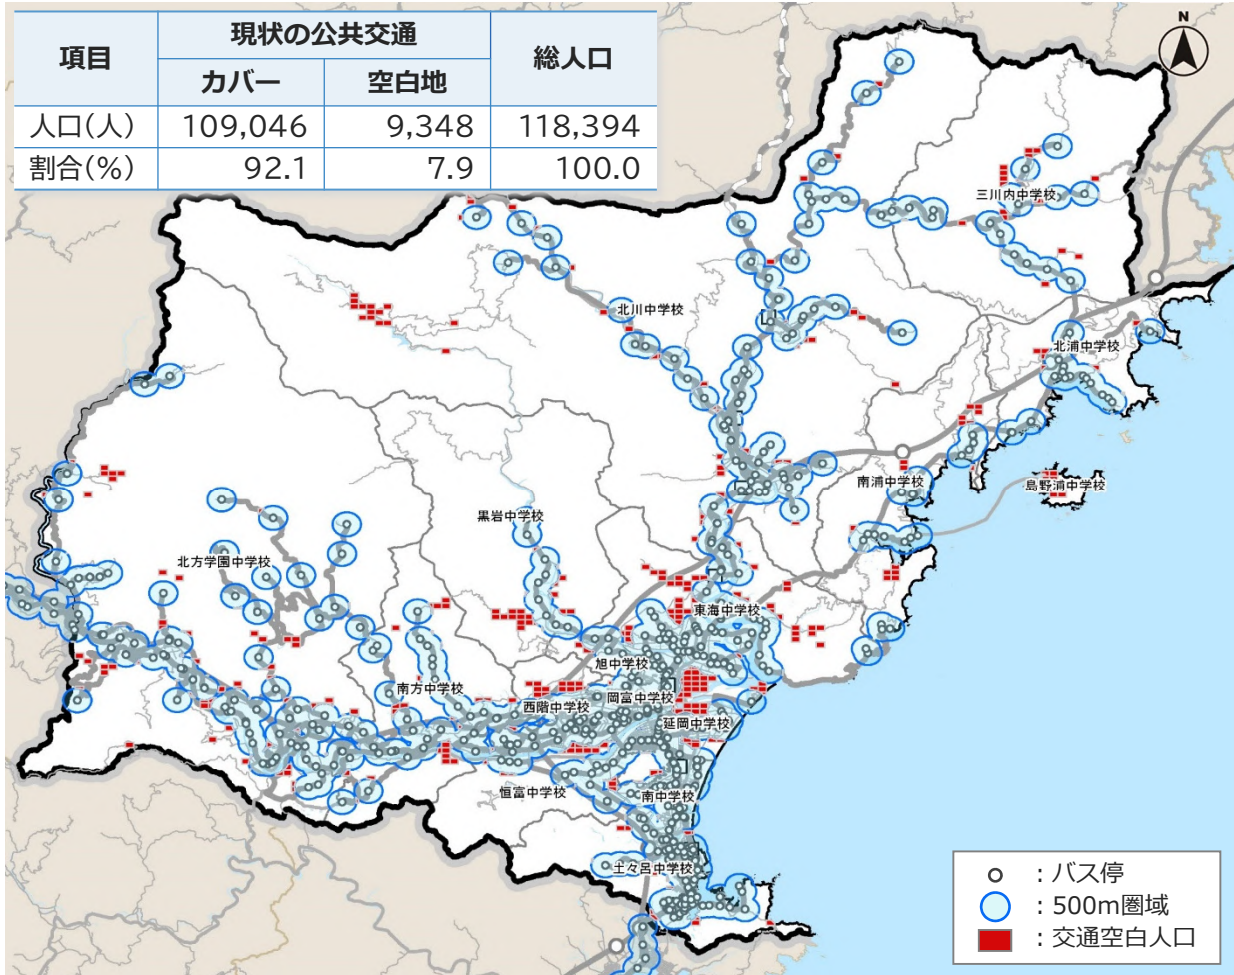 項目 現状の公共交通 総人口
カバー 空白地
人口(人) 109,046 9,348 118,394
割合(%) 92.1 7.9 100.0
N
三川内中学校
北川中学校
北浦中学校
南浦中学校
島野浦中学校
黒岩中学校
北方学園中学校
東海中学校
旭中学校
南方中学校
岡富中学校
西階中学校
延岡中学校
恒富中学校
南中学校
土々呂中学校
：バス停
：500m圏域
：交通空白人口